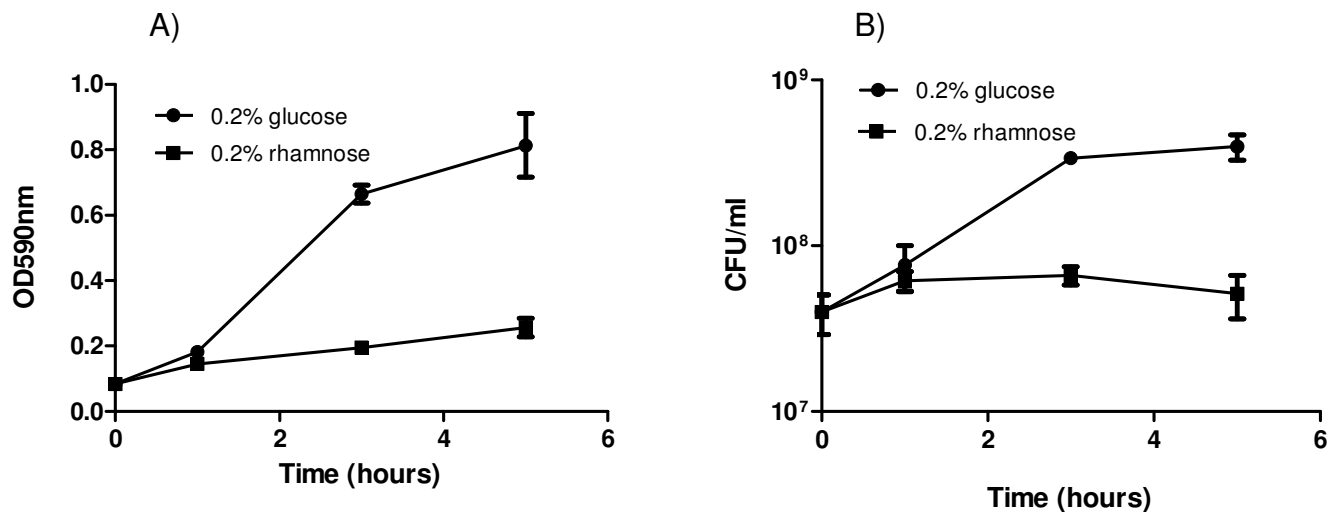 A)
1.0
0.8
0.6
0.4
0.2
0.0
OD590nm
0.2% glucose
0.2% rhamnose
0
2
4
6
Time (hours)
B)
10⁹
10⁸
10⁷
CFU/ml
0.2% glucose
0.2% rhamnose
0
2
4
6
Time (hours)